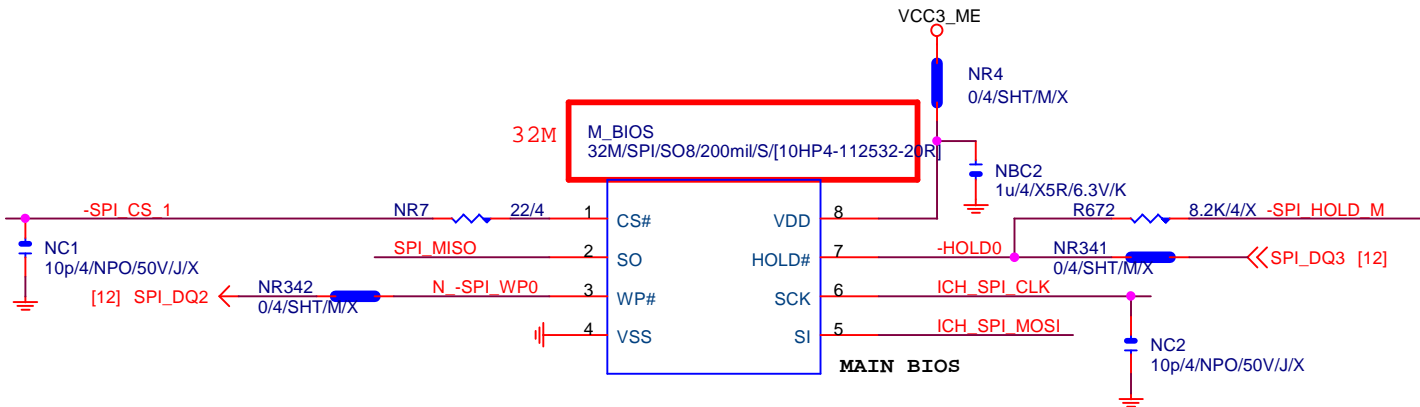 VCC3_ME
NR4
0/4/SHT/M/X
32M
M_BIOS
32M/SPI/SO8/200mil/S/[10HP4-112532-20R]
NBC2
1u/4/X5R/6.3V/K
-SPI_CS_1
NR7
22/4
1
CS#
VDD
8
R672
8.2K/4/X
-SPI_HOLD_M
NC1
10p/4/NPO/50V/J/X
SPI_MISO
2
SO
HOLD#
7
-HOLD0
NR341
0/4/SHT/M/X
SPI_DQ3 [12]
[12] SPI_DQ2
NR342
0/4/SHT/M/X
N_-SPI_WP0
3
WP#
SCK
6
ICH_SPI_CLK
4
VSS
SI
5
ICH_SPI_MOSI
NC2
10p/4/NPO/50V/J/X
MAIN BIOS